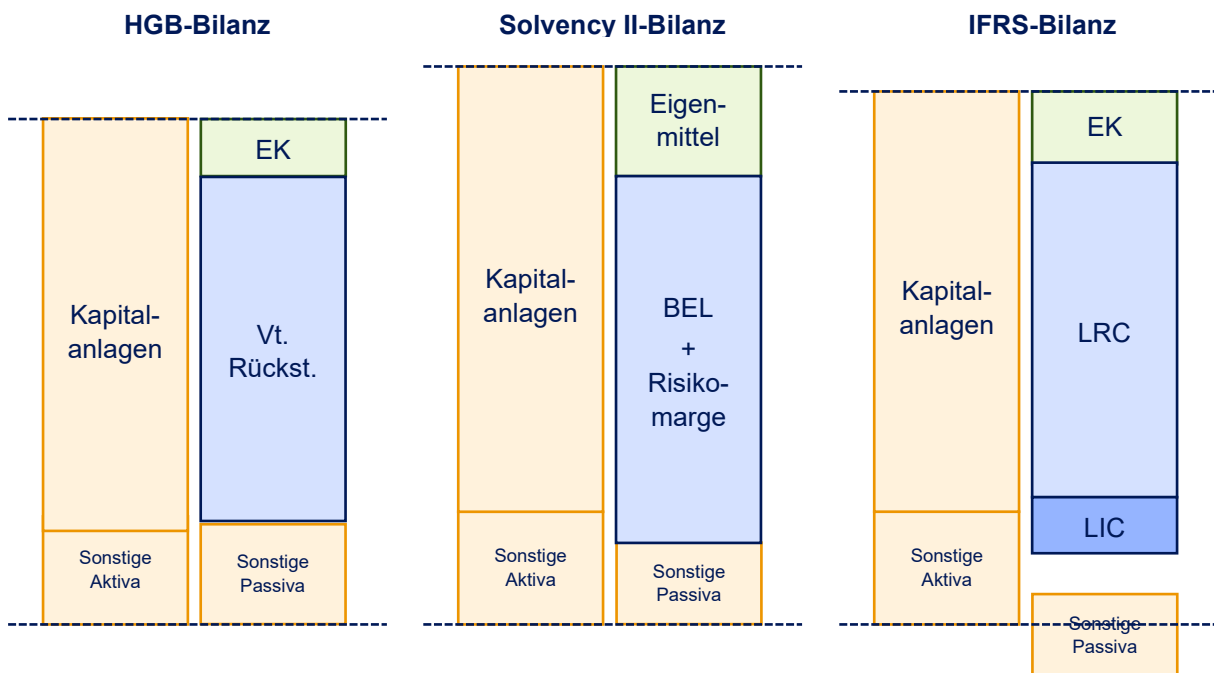 HGB-Bilanz
Kapital-
anlagen
Sonstige
Aktiva
EK
Vt.
Rückst.
Sonstige
Passiva
Solvency II-Bilanz
Kapital-
anlagen
Sonstige
Aktiva
Eigen-
mittel
BEL
+
Risiko-
marge
Sonstige
Passiva
IFRS-Bilanz
Kapital-
anlagen
Sonstige
Aktiva
EK
LRC
LIC
Sonstige
Passiva